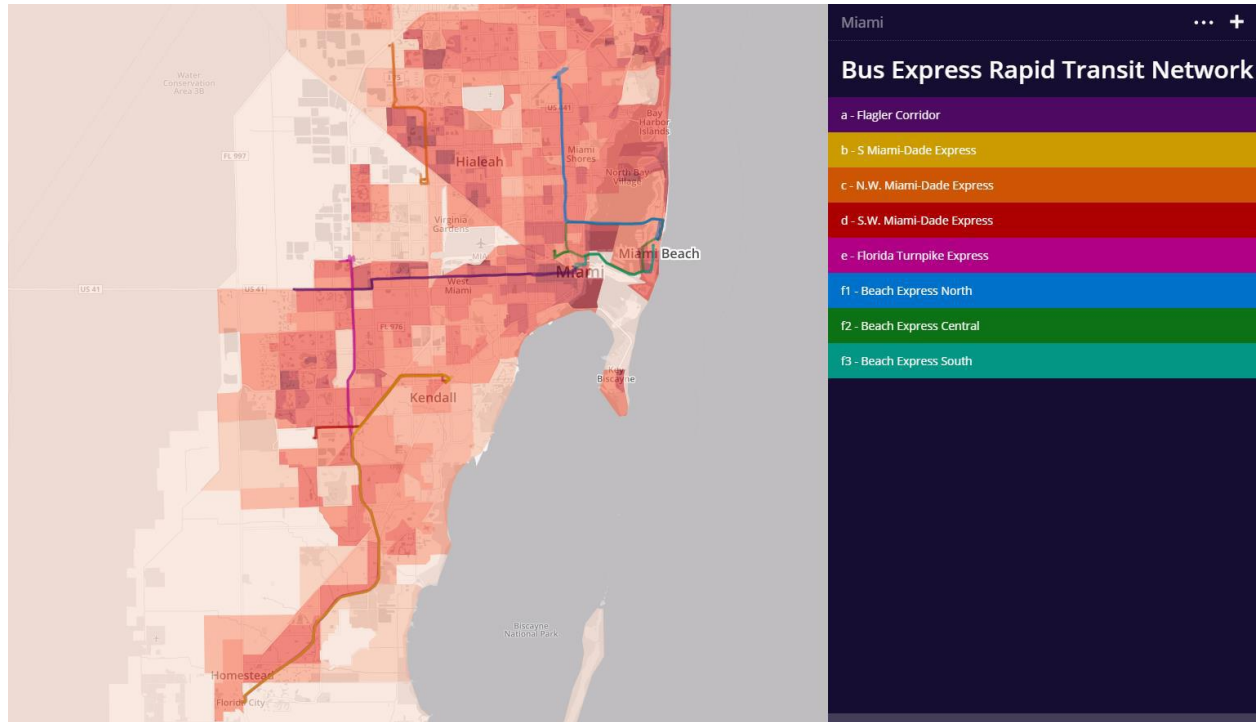 Water
Conservation
Area 3B
FL 997
US 41
US 41
Hialeah
US 441
Bay
Harbor
Islands
Miami
Shores
North Bay
Village
Virginia
Gardens
MIA
Miami Beach
Miami
West
Miami
FL 976
Key
Biscayne
Kendall
Biscayne
National Park
Homestead
Florida City
Miami
Bus Express Rapid Transit Network
a - Flagler Corridor
b - S Miami-Dade Express
c - N.W. Miami-Dade Express
d - S.W. Miami-Dade Express
e - Florida Turnpike Express
f1 - Beach Express North
f2 - Beach Express Central
f3 - Beach Express South